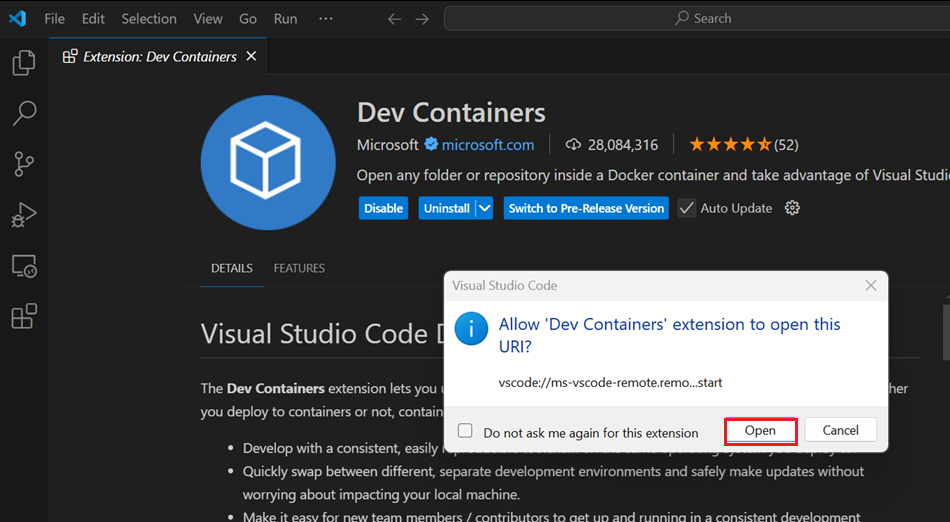 File Edit Selection View Go Run ··· Search
Extension: Dev Containers
Dev Containers
Microsoft microsoft.com 28,084,316 (52)
Open any folder or repository inside a Docker container and take advantage of Visual Studio
Disable Uninstall Switch to Pre-Release Version Auto Update
DETAILS FEATURES
Visual Studio Code
Allow 'Dev Containers' extension to open this
URI?
vscode://ms-vscode-remote.remo...start
Do not ask me again for this extension Open Cancel
Visual Studio Code D
The Dev Containers extension lets you
you deploy to containers or not, contain
Develop with a consistent, easily
Quickly swap between different, separate development environments and safely make updates without
worrying about impacting your local machine.
Make it easy for new team members / contributors to get up and running in a consistent development